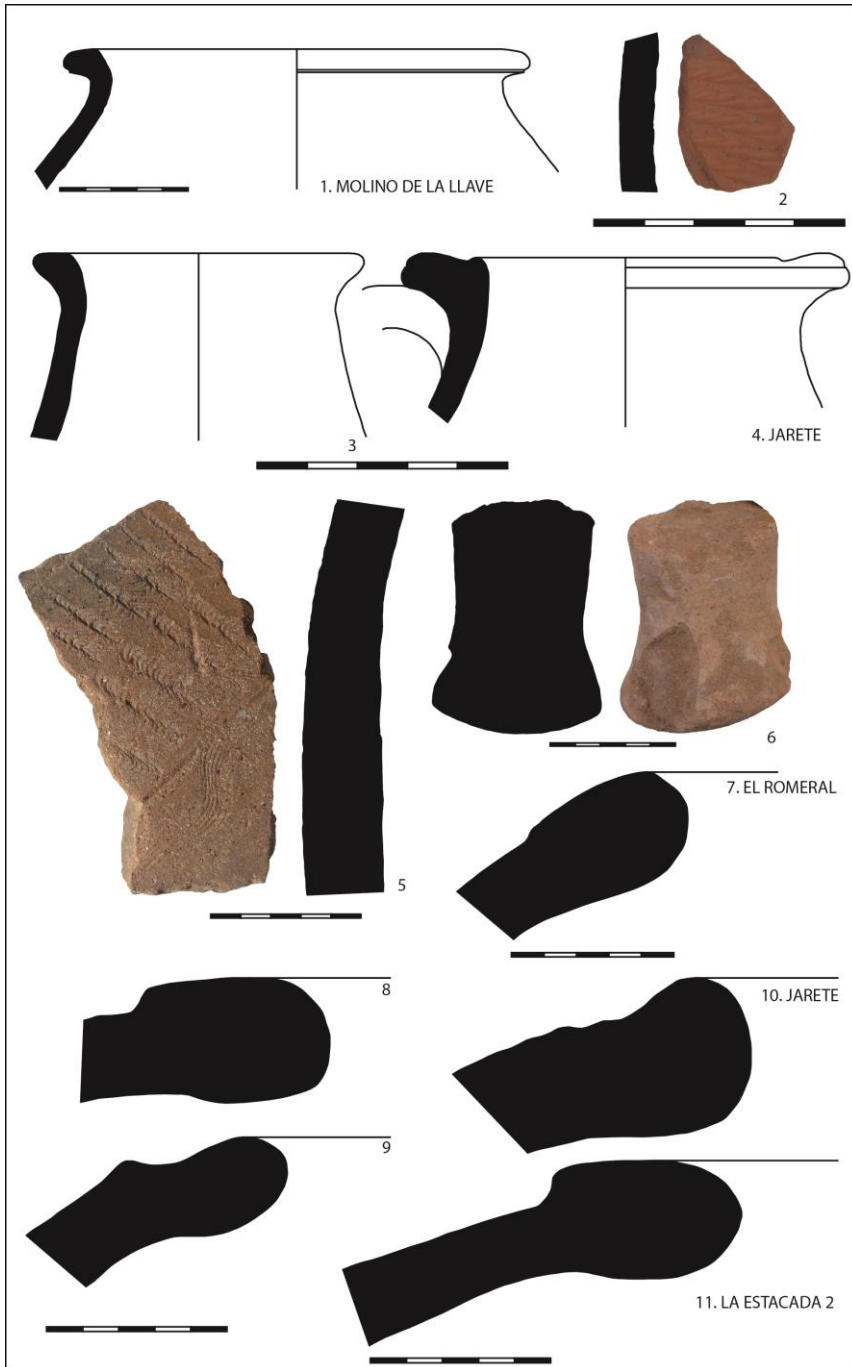 1. MOLINO DE LA LLAVE
2
3
4. JARETE
5
6
7. EL ROMERAL
8
10. JARETE
9
11. LA ESTACADA 2